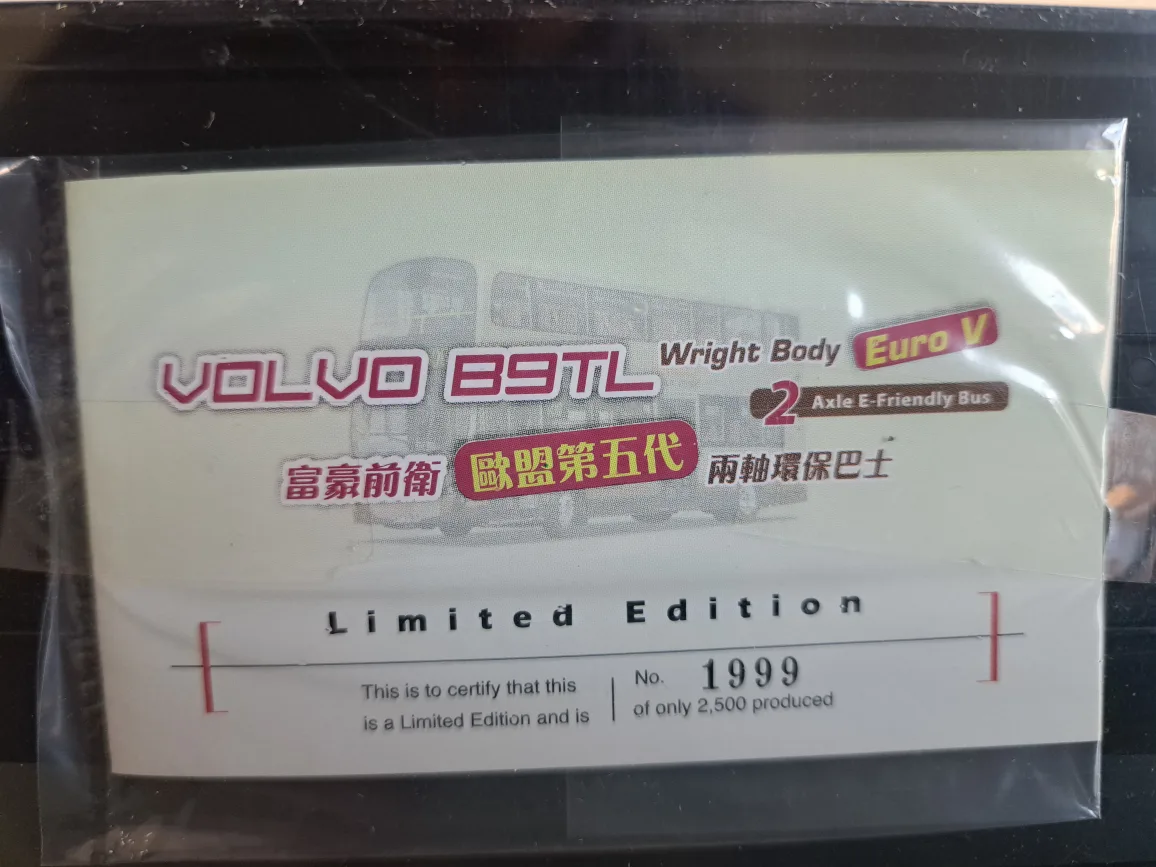 VOLVO B9TL Wright Body Euro V
2 Axle E-Friendly Bus
富豪前衛 歐盟第五代 兩軸環保巴士
Limited Edition
This is to certify that this
is a Limited Edition and is
No. 1999
of only 2,500 produced